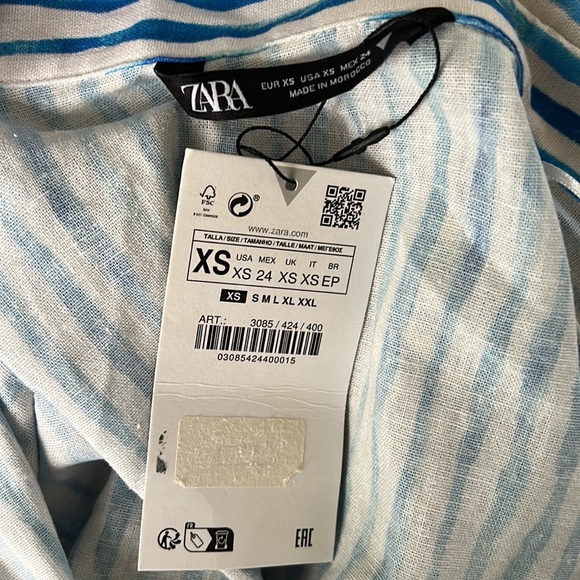 ZARA
EUR XS USA XS MEX 24
MADE IN MOROCCO
FSC
www.zara.com
TALLA / SIZE / TAMANHO / TAILLE / MAAT / ΜΕΓΕΘΟΣ
XS
USA MEX UK IT BR
XS 24 XS XS EP
XS S M L XL XXL
ART.: 3085 / 424 / 400
03085424400015
FR
EAC